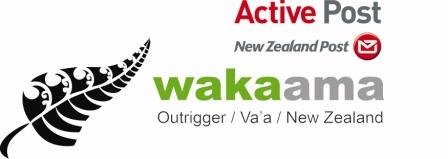 Active Post
New Zealand Post
wakaama
Outrigger / Va'a / New Zealand